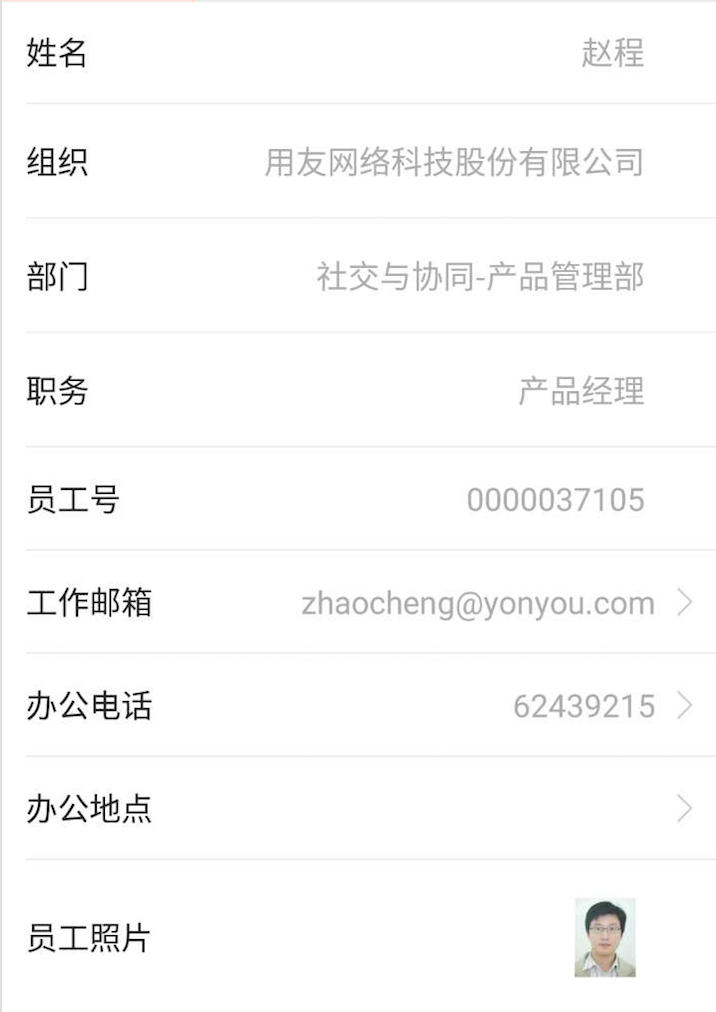 姓名 赵程
组织 用友网络科技股份有限公司
部门 社交与协同-产品管理部
职务 产品经理
员工号 0000037105
工作邮箱 zhaocheng@yonyou.com
办公电话 62439215
办公地点
员工照片